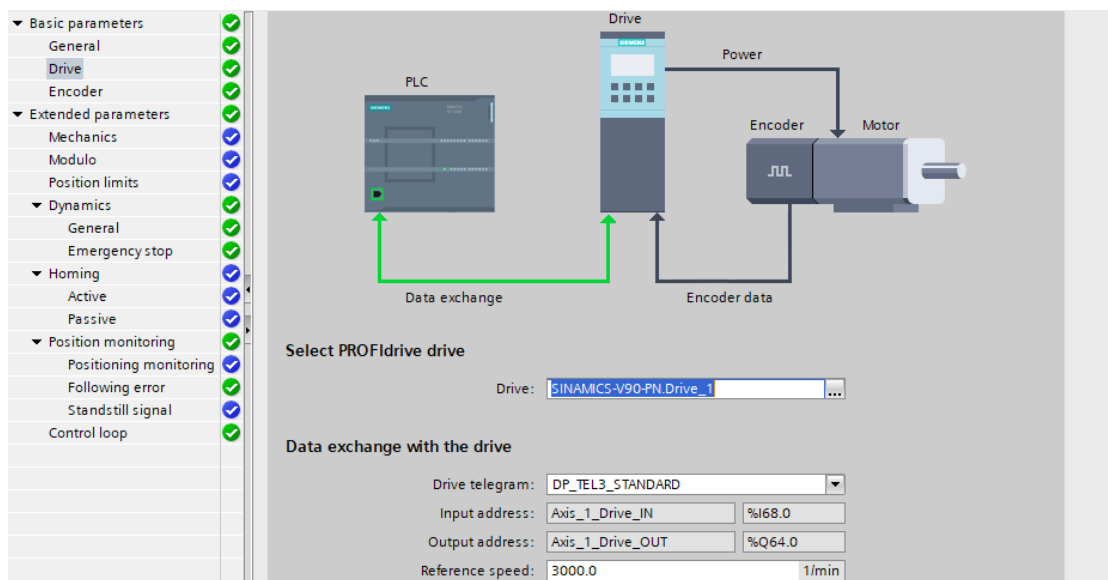 Basic parameters
General
Drive
Encoder
Extended parameters
Mechanics
Modulo
Position limits
Dynamics
General
Emergency stop
Homing
Active
Passive
Position monitoring
Positioning monitoring
Following error
Standstill signal
Control loop
Drive
SIEMENS
Power
PLC
SIEMENS
Encoder
Motor
Data exchange
Encoder data
Select PROFIdrive drive
Drive: SINAMICS-V90-PN.Drive_1 ...
Data exchange with the drive
Drive telegram: DP_TEL3_STANDARD
Input address: Axis_1_Drive_IN %I68.0
Output address: Axis_1_Drive_OUT %Q64.0
Reference speed: 3000.0 1/min